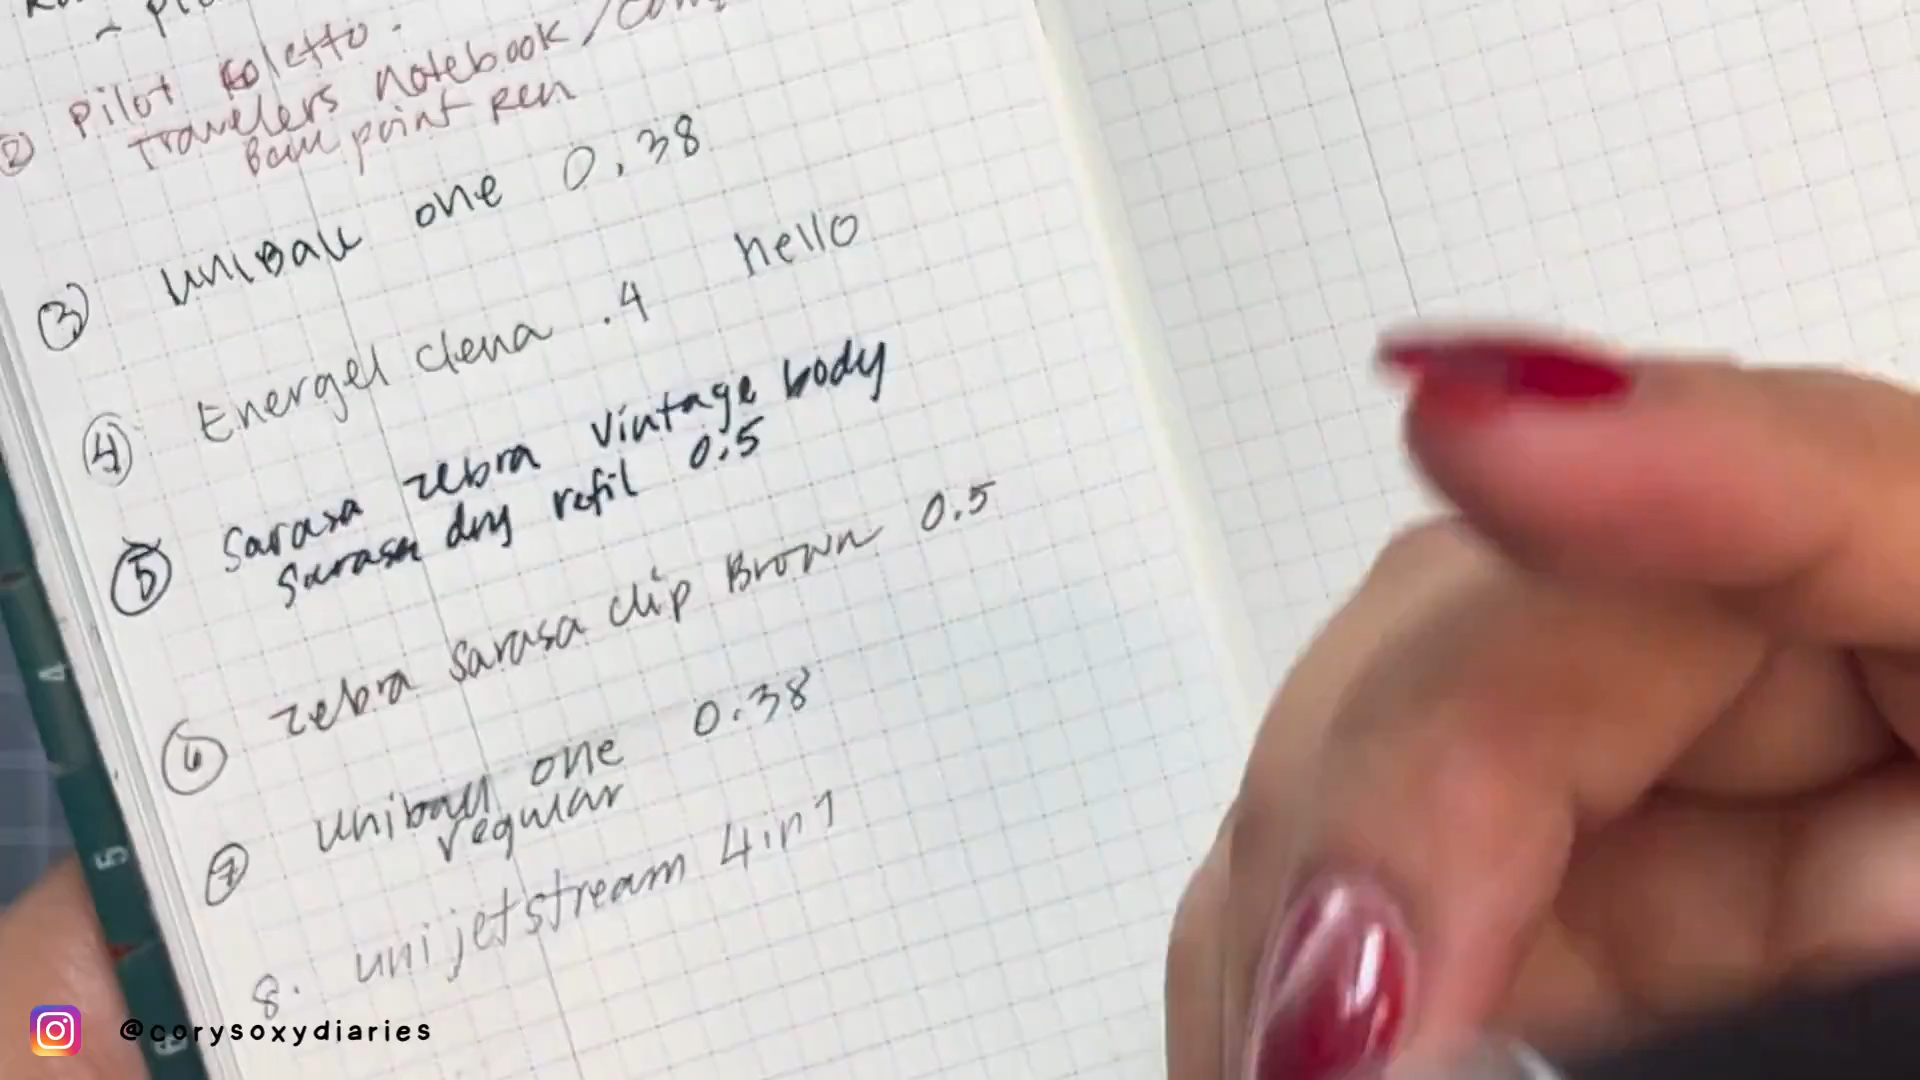 ② Pilot Koletto.
Travelers notebook /
Ball point Pen
③ UNIBALL one 0.38
④ Energel Clena .4 hello
⑤ Sarasa zebra vintage body
Sarasa dry refil 0.5
⑥ zebra Sarasa clip Brown 0.5
⑦ Uniball one 0.38
regular
8. uni jetstream 4in1
4
5
@corysoxydiaries